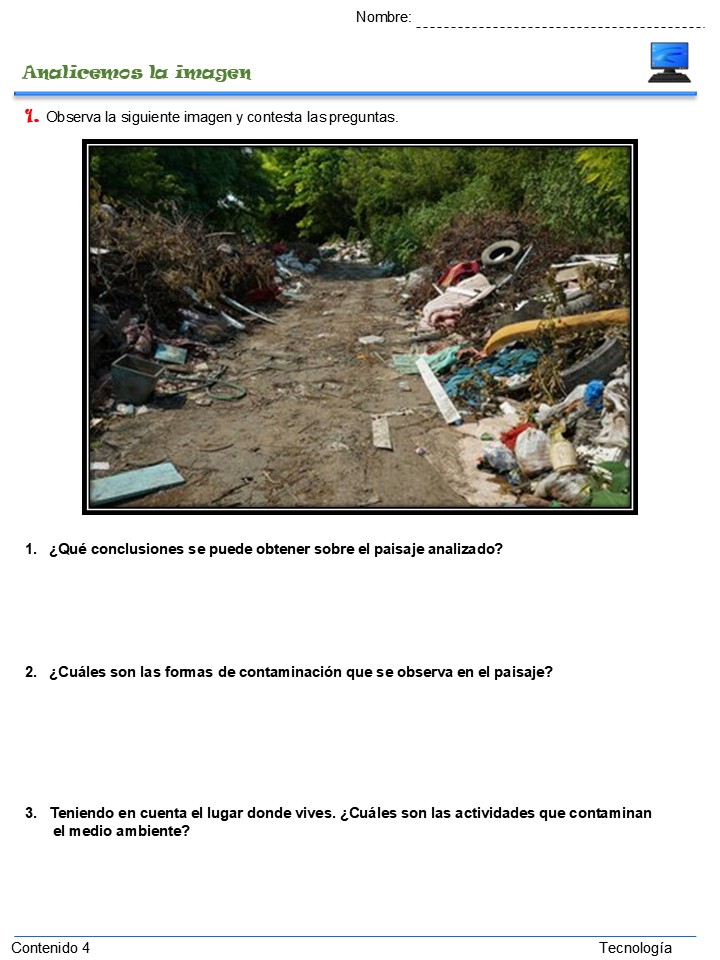 Nombre:
Analicemos la imagen
1. Observa la siguiente imagen y contesta las preguntas.
1. ¿Qué conclusiones se puede obtener sobre el paisaje analizado?
2. ¿Cuáles son las formas de contaminación que se observa en el paisaje?
3. Teniendo en cuenta el lugar donde vives. ¿Cuáles son las actividades que contaminan
el medio ambiente?
Contenido 4 Tecnología